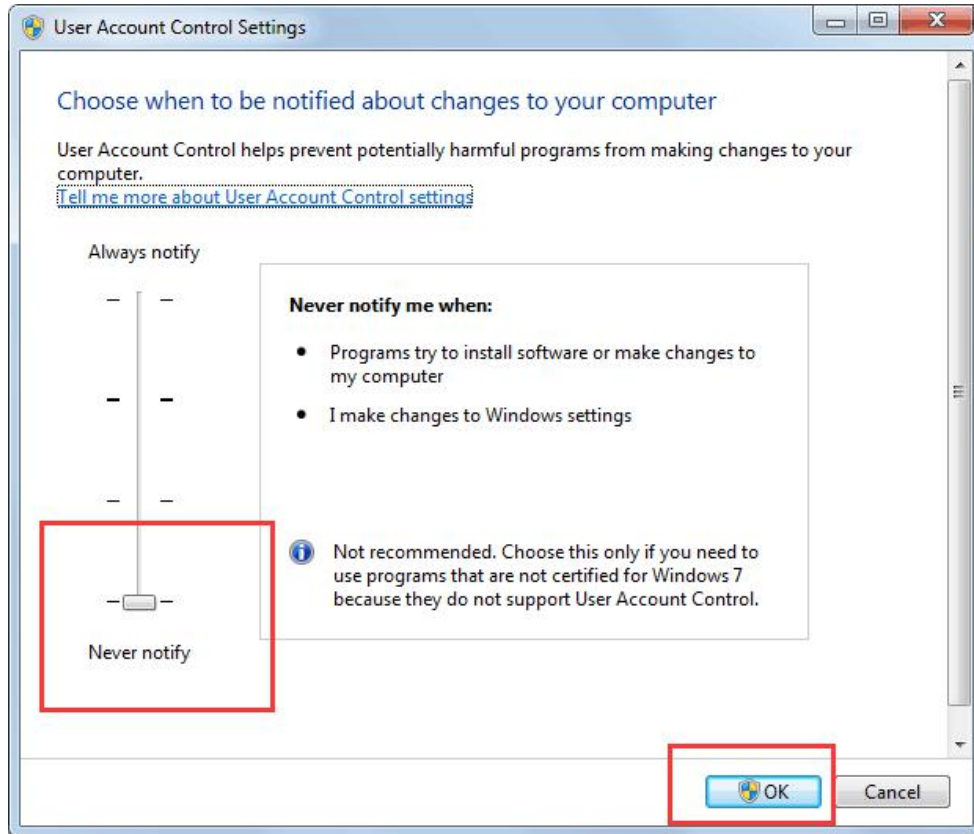 User Account Control Settings
Choose when to be notified about changes to your computer
User Account Control helps prevent potentially harmful programs from making changes to your
computer.
Tell me more about User Account Control settings
Always notify
Never notify me when:
• Programs try to install software or make changes to
my computer
• I make changes to Windows settings
Not recommended. Choose this only if you need to
use programs that are not certified for Windows 7
because they do not support User Account Control.
Never notify
OK
Cancel